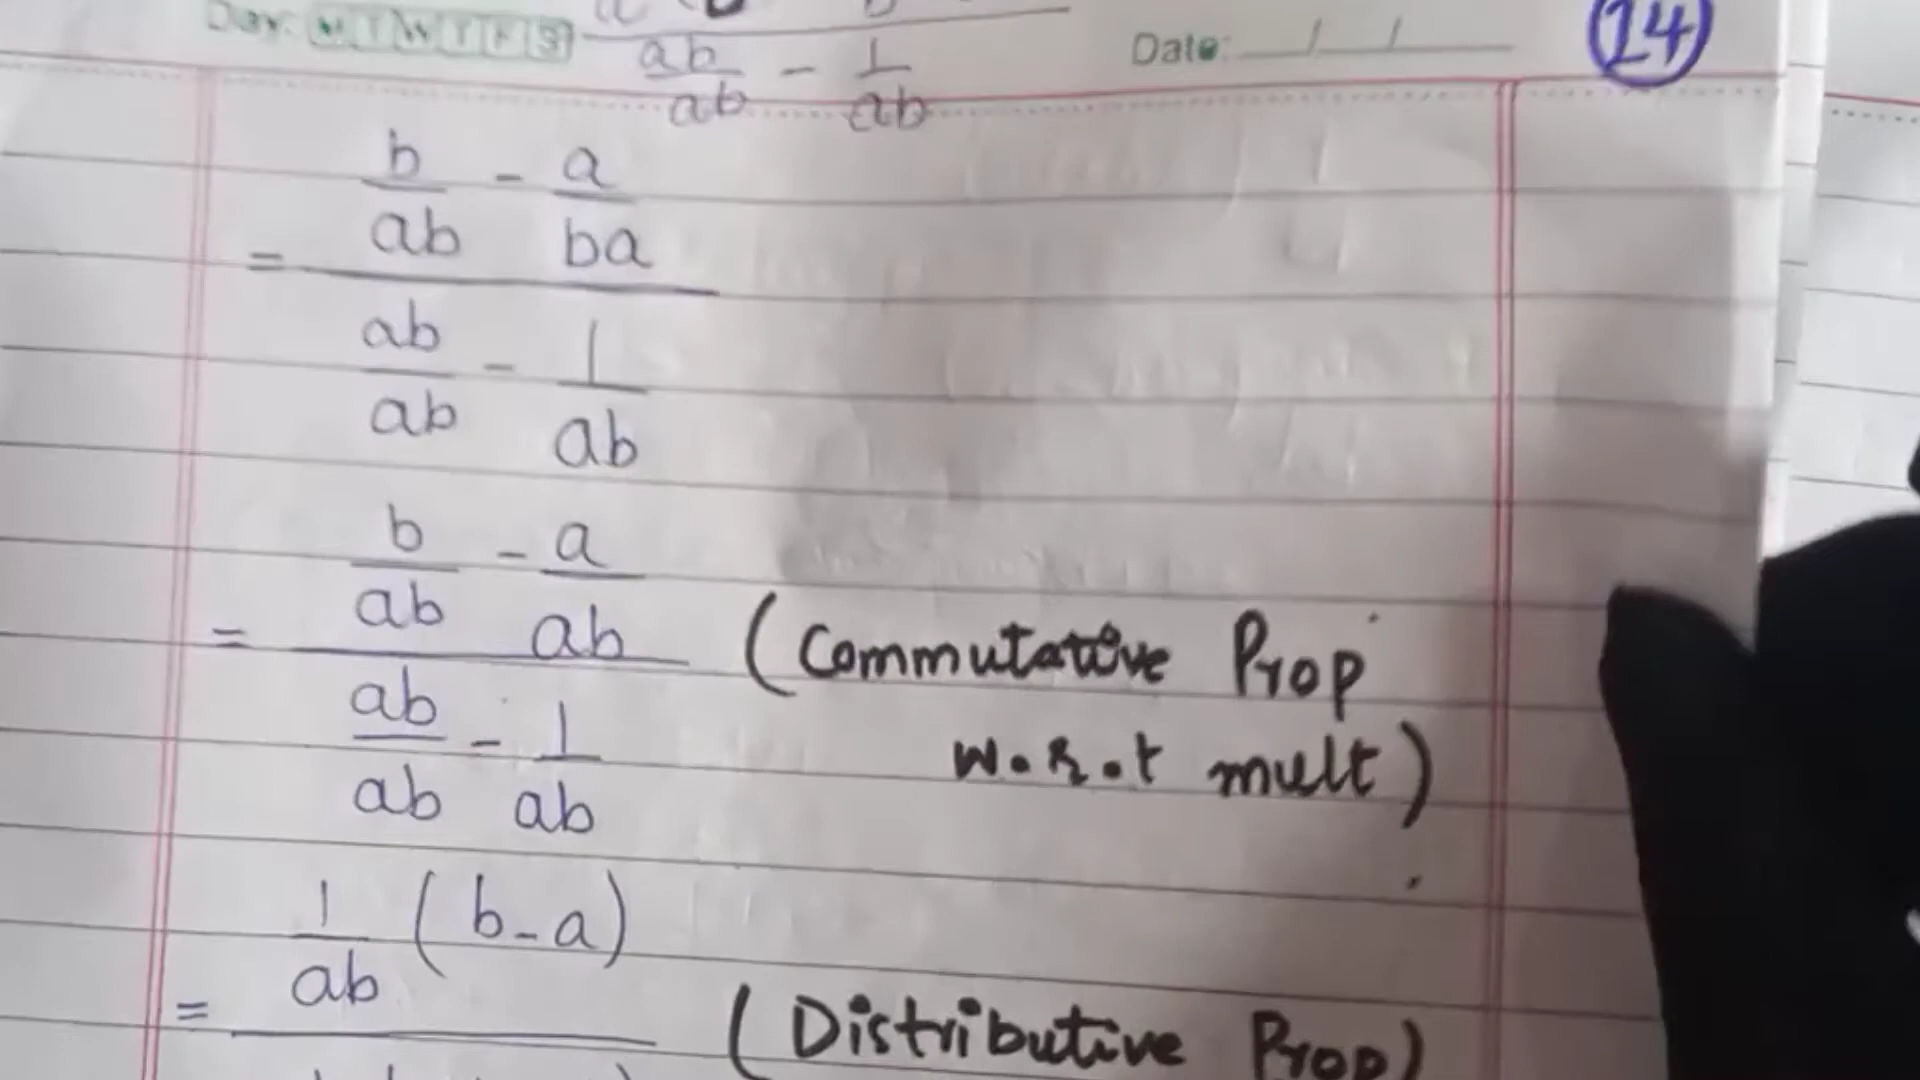 Day: M T W T F S
ab/ab - 1/ab
Date: / /
14
= (b/ab - a/ba) / (ab/ab - 1/ab)
= (b/ab - a/ab) / (ab/ab - 1/ab) (Commutative Prop
w.r.t mult)
= 1/ab (b-a) (Distributive Prop)